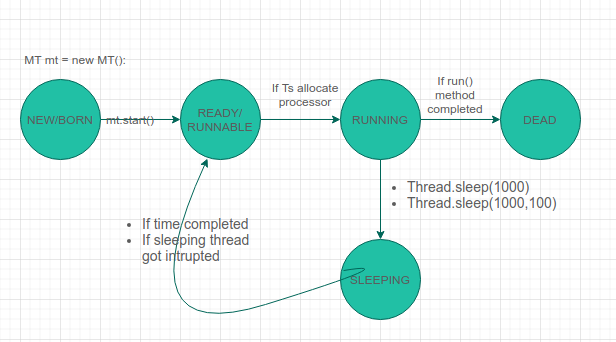 MT mt = new MT():
NEW/BORN
mt.start()
READY/
RUNNABLE
If Ts allocate
processor
RUNNING
If run()
method
completed
DEAD
• Thread.sleep(1000)
• Thread.sleep(1000,100)
• If time completed
• If sleeping thread
got intrupted
SLEEPING